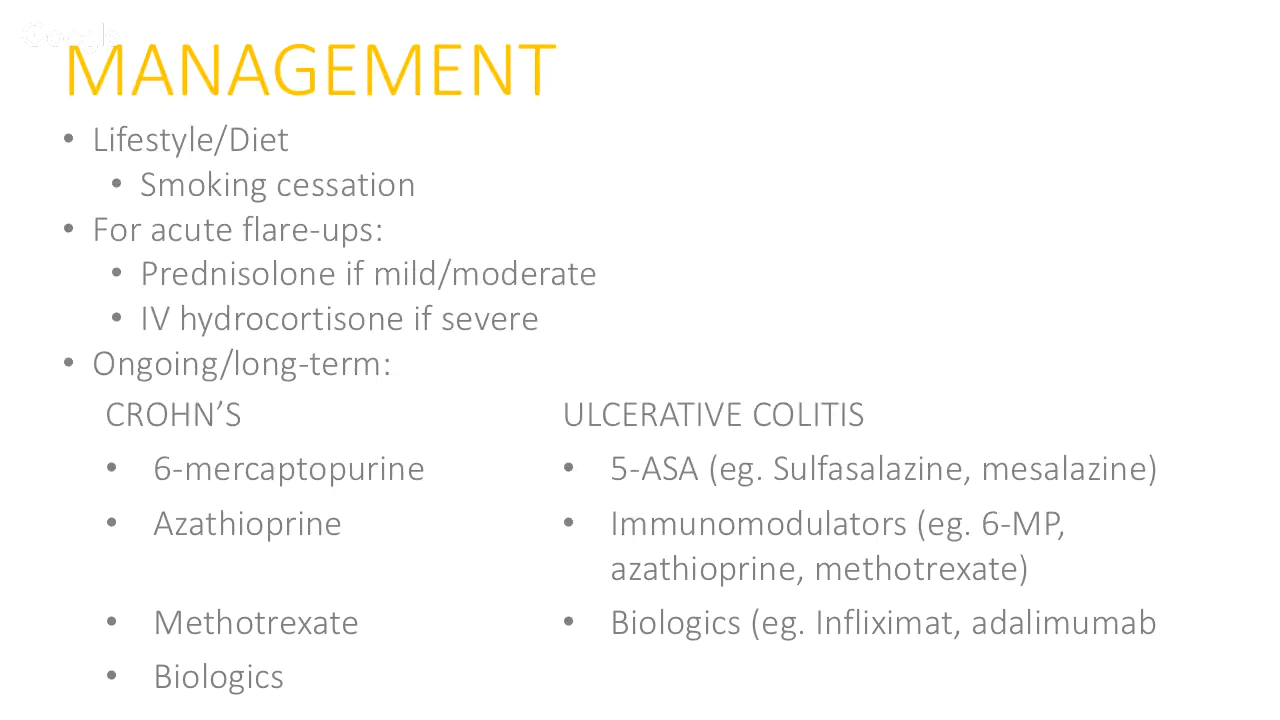 Google
MANAGEMENT
• Lifestyle/Diet
• Smoking cessation
• For acute flare-ups:
• Prednisolone if mild/moderate
• IV hydrocortisone if severe
• Ongoing/long-term:
CROHN’S
• 6-mercaptopurine
• Azathioprine
• Methotrexate
• Biologics
ULCERATIVE COLITIS
• 5-ASA (eg. Sulfasalazine, mesalazine)
• Immunomodulators (eg. 6-MP,
azathioprine, methotrexate)
• Biologics (eg. Infliximat, adalimumab